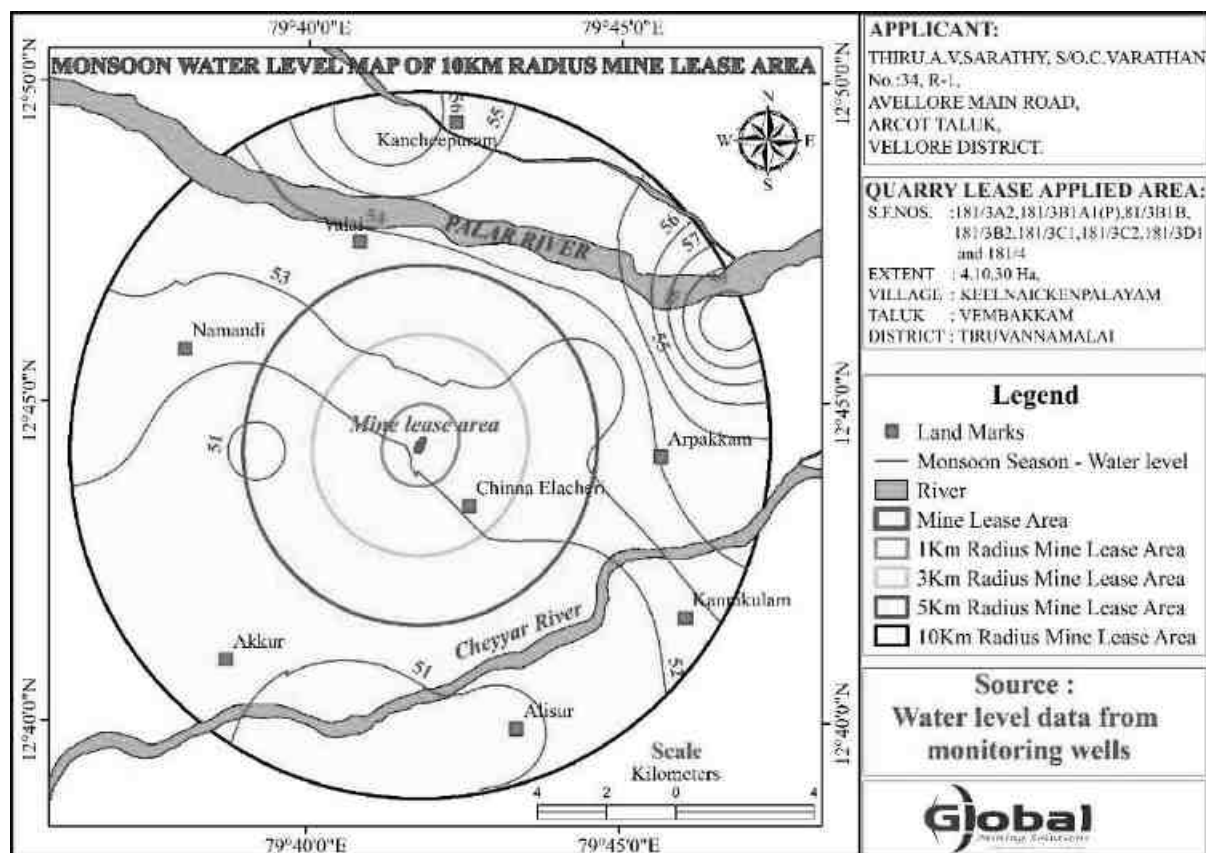 79°40'0"E
79°45'0"E
MONSOON WATER LEVEL MAP OF 10KM RADIUS MINE LEASE AREA
12°50'0"N
12°50'0"N
N
W
E
S
56
55
Kancheepuram
54
Valai
PALAR RIVER
56
57
53
55
Namandi
12°45'0"N
12°45'0"N
51
Mine lease area
Arpakkam
Chinna Elacheri
Kamukulam
Cheyyar River
Akkur
51
52
Alisur
12°40'0"N
12°40'0"N
Scale
Kilometers
4 2 0 4
79°40'0"E
79°45'0"E
APPLICANT:
THIRU.A.V.SARATHY, S/O.C.VARATHAN
No.:34, R-1,
AVELLORE MAIN ROAD,
ARCOT TALUK,
VELLORE DISTRICT.
QUARRY LEASE APPLIED AREA:
S.F.NOS. :181/3A2,181/3B1A1(P),81/3B1B,
181/3B2,181/3C1,181/3C2,181/3D1
and 181/4
EXTENT : 4.10.30 Ha,
VILLAGE : KEELNAICKENPALAYAM
TALUK : VEMBAKKAM
DISTRICT : TIRUVANNAMALAI
Legend
Land Marks
Monsoon Season - Water level
River
Mine Lease Area
1Km Radius Mine Lease Area
3Km Radius Mine Lease Area
5Km Radius Mine Lease Area
10Km Radius Mine Lease Area
Source :
Water level data from
monitoring wells
Global
Mining Solutions